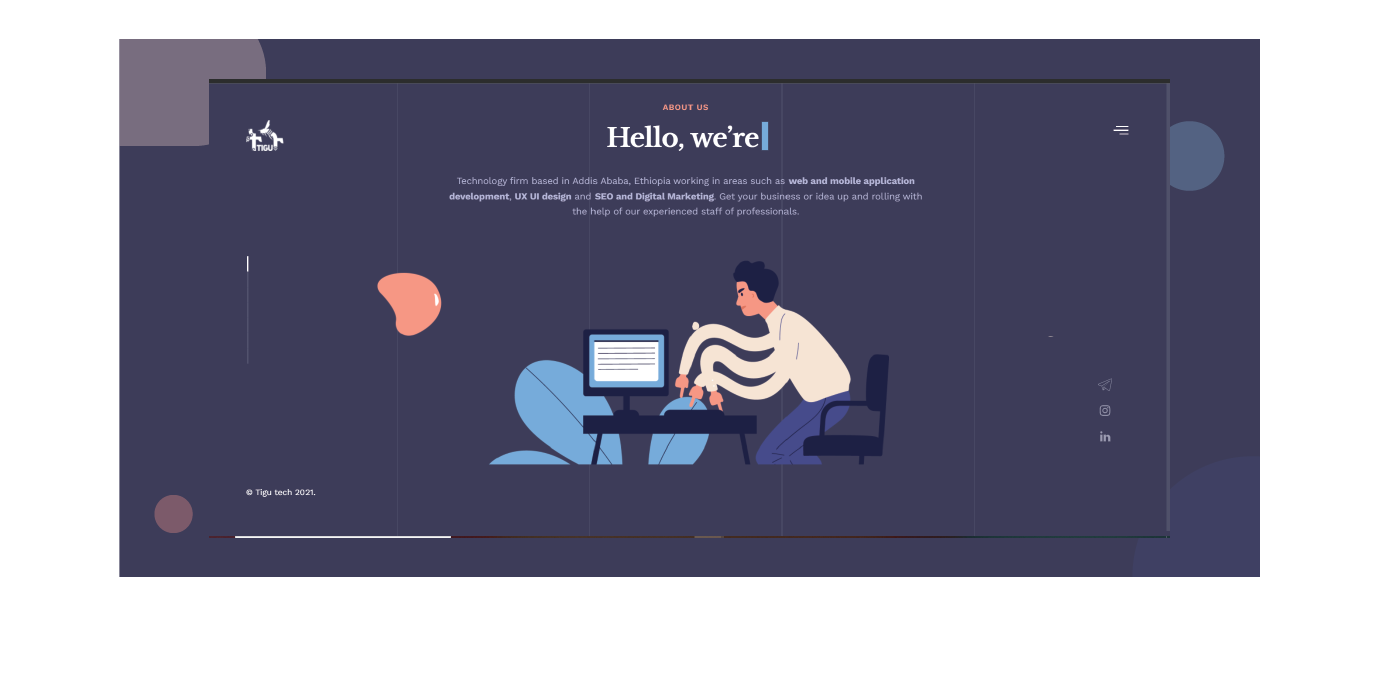 ABOUT US
Hello, we’re
TIGU
Technology firm based in Addis Ababa, Ethiopia working in areas such as web and mobile application
development, UX UI design and SEO and Digital Marketing. Get your business or idea up and rolling with
the help of our experienced staff of professionals.
in
© Tigu tech 2021.